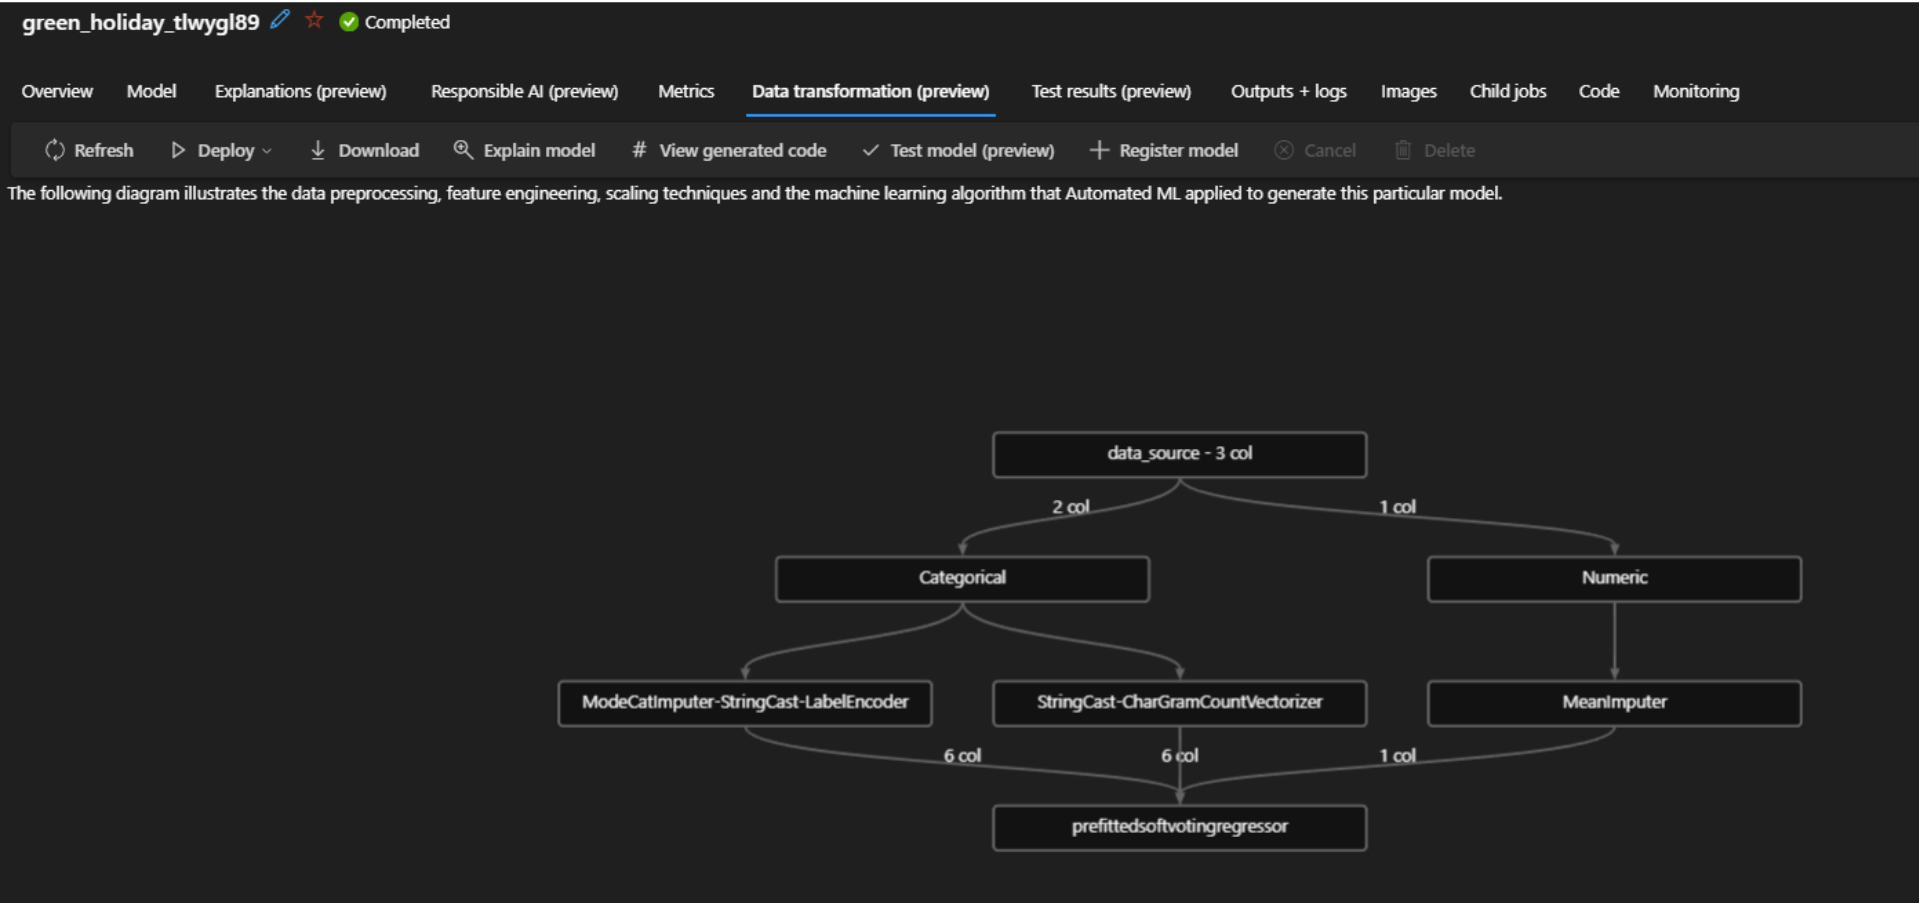 green_holiday_tlwygl89 Completed
Overview Model Explanations (preview) Responsible AI (preview) Metrics Data transformation (preview) Test results (preview) Outputs + logs Images Child jobs Code Monitoring
Refresh Deploy Download Explain model # View generated code Test model (preview) Register model Cancel Delete
The following diagram illustrates the data preprocessing, feature engineering, scaling techniques and the machine learning algorithm that Automated ML applied to generate this particular model.
data_source - 3 col
2 col 1 col
Categorical Numeric
ModeCatImputer-StringCast-LabelEncoder StringCast-CharGramCountVectorizer MeanImputer
6 col 6 col 1 col
prefittedsoftvotingregressor